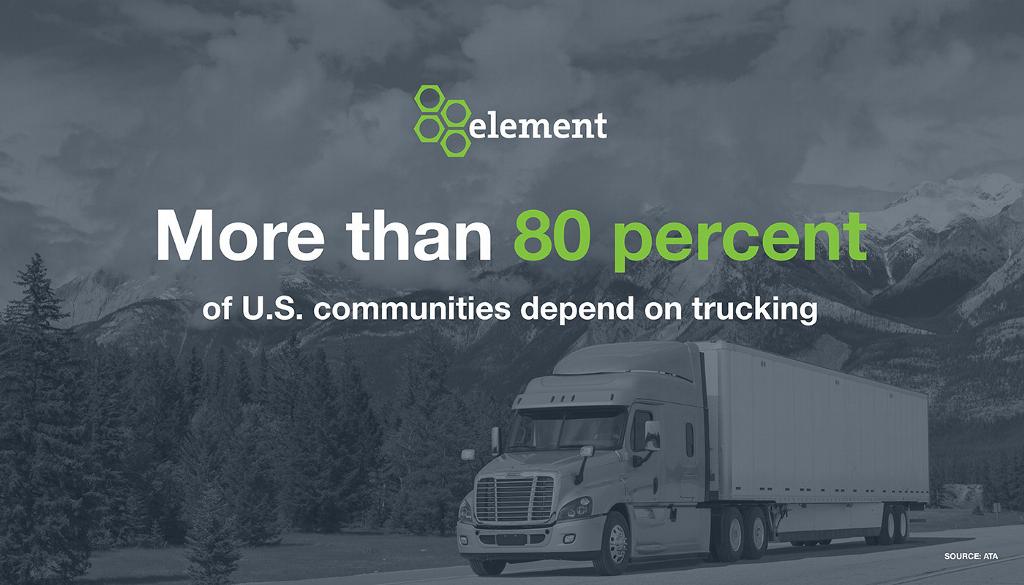 element
More than 80 percent
of U.S. communities depend on trucking
SOURCE: ATA